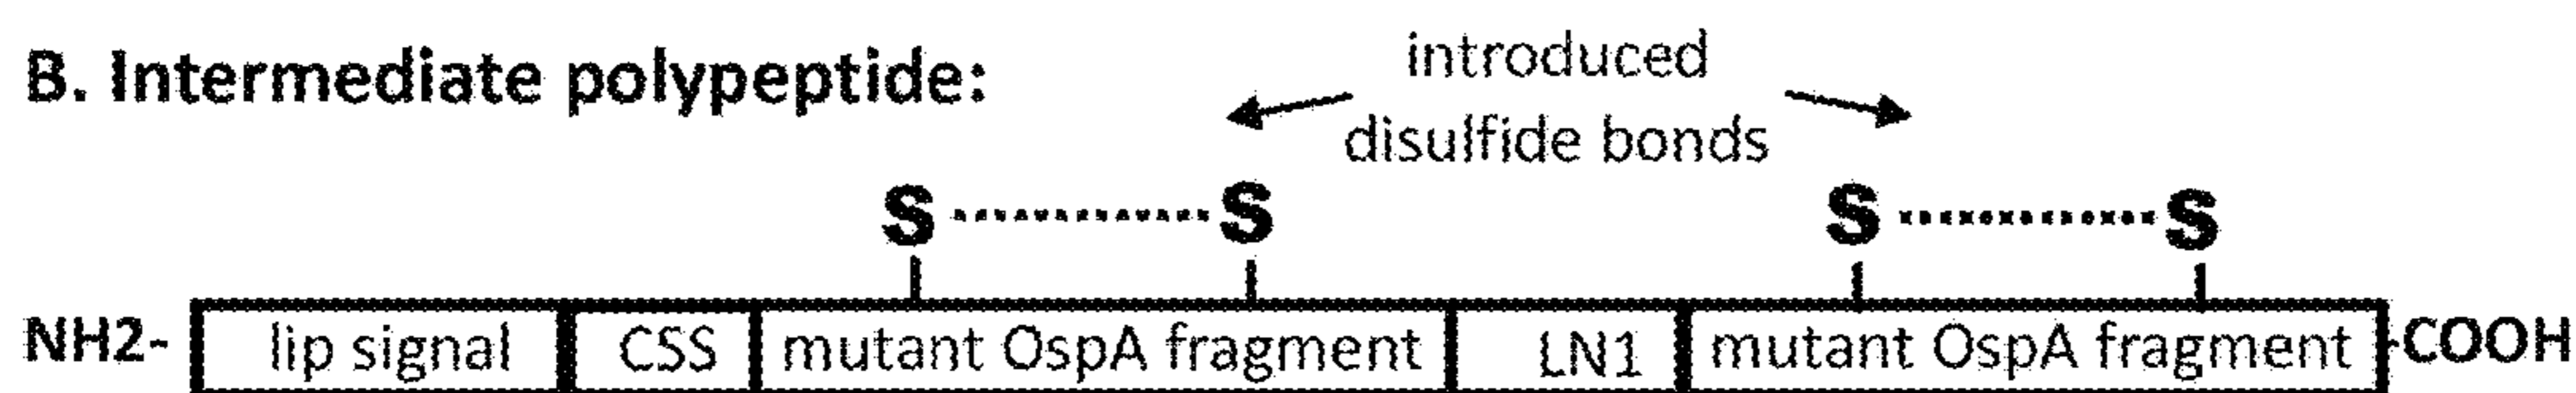 B. Intermediate polypeptide:
introduced
disulfide bonds
S S S S
NH2- lip signal CSS mutant OspA fragment LN1 mutant OspA fragment -COOH